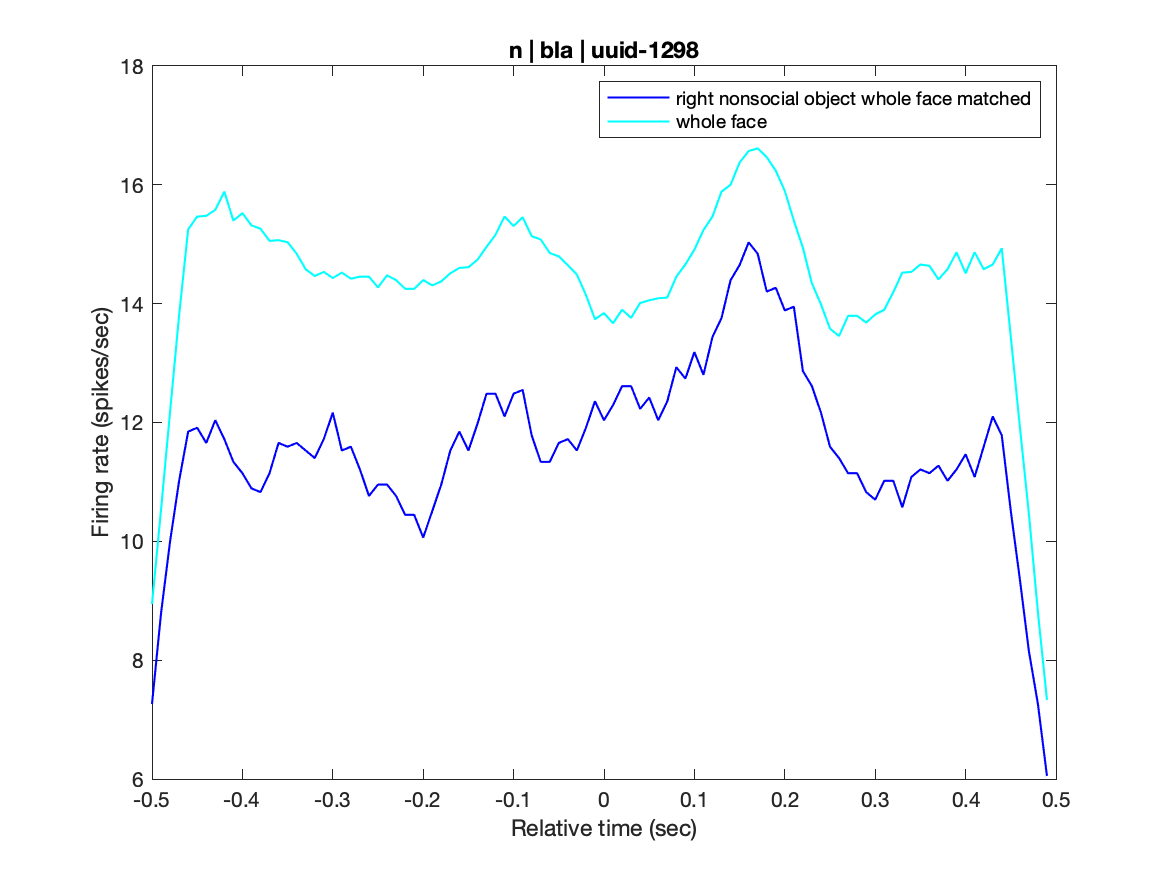 n | bla | uuid-1298
18
16
14
12
10
8
6
Firing rate (spikes/sec)
right nonsocial object whole face matched
whole face
-0.5 -0.4 -0.3 -0.2 -0.1 0 0.1 0.2 0.3 0.4 0.5
Relative time (sec)